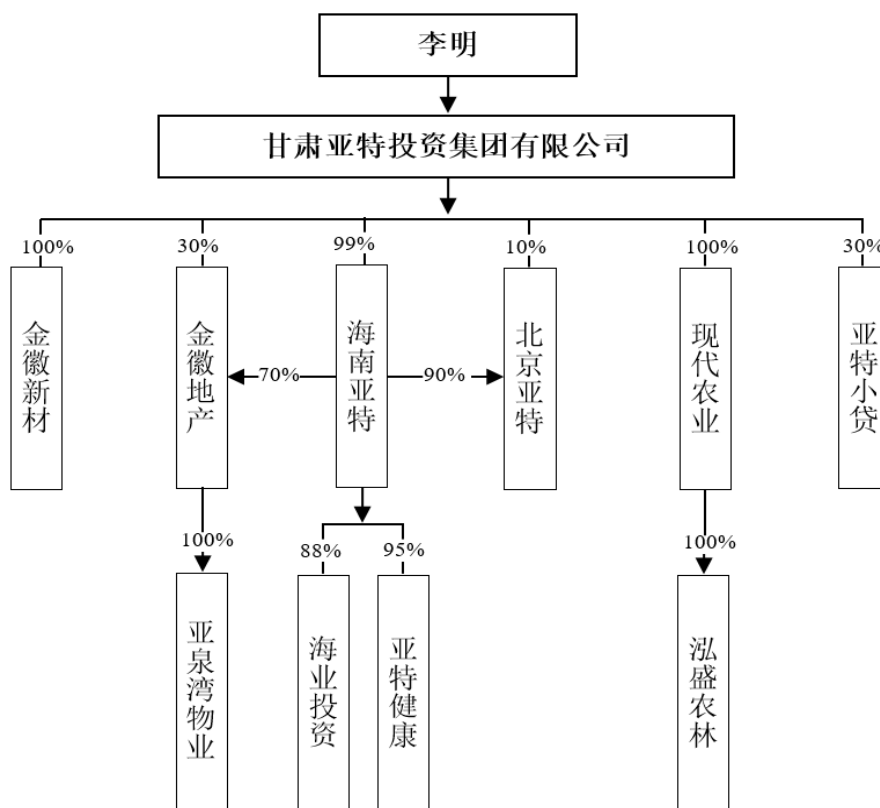 李明
甘肃亚特投资集团有限公司
100%
30%
99%
10%
100%
30%
金徽新材
金徽地产
海南亚特
北京亚特
现代农业
亚特小贷
70%
90%
100%
88%
95%
100%
亚泉湾物业
海业投资
亚特健康
泓盛农林